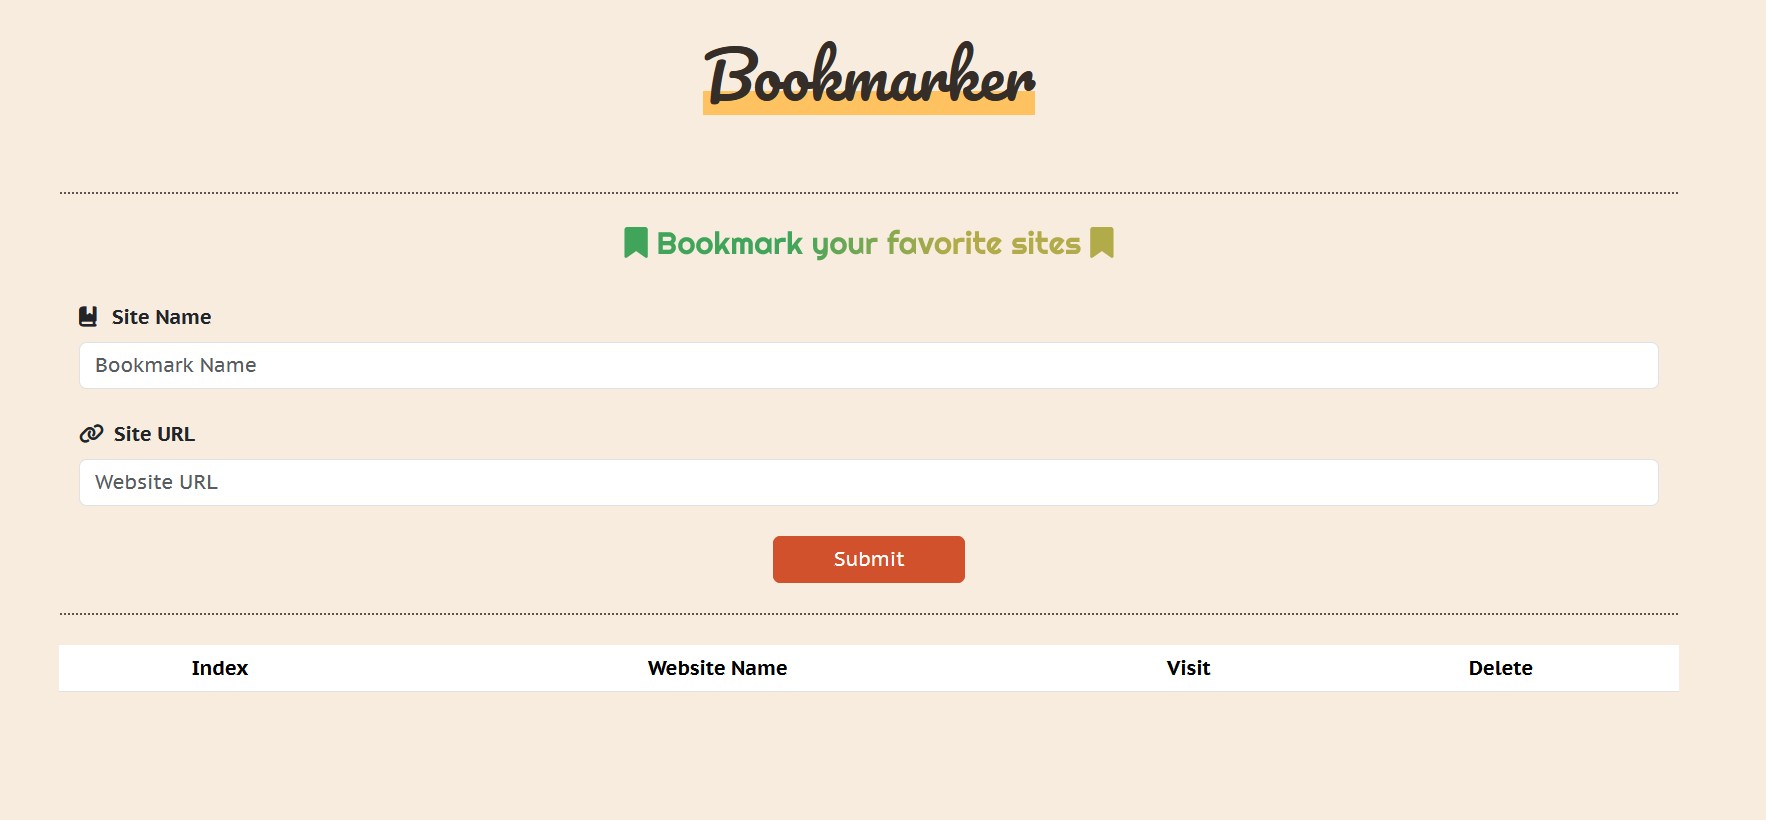 Bookmarker
Bookmark your favorite sites
Site Name
Bookmark Name
Site URL
Website URL
Submit
Index Website Name Visit Delete